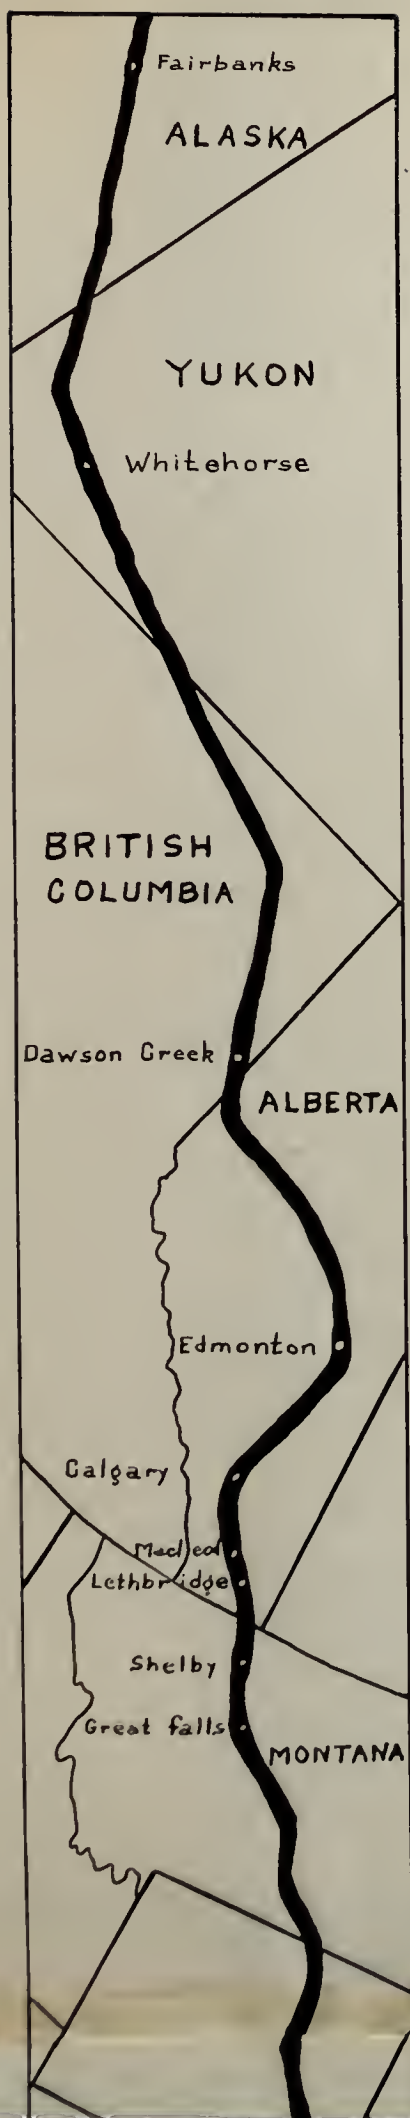 Fairbanks
ALASKA
YUKON
Whitehorse
BRITISH
COLUMBIA
Dawson Creek
ALBERTA
Edmonton
Calgary
Macleod
Lethbridge
Shelby
Great falls
MONTANA